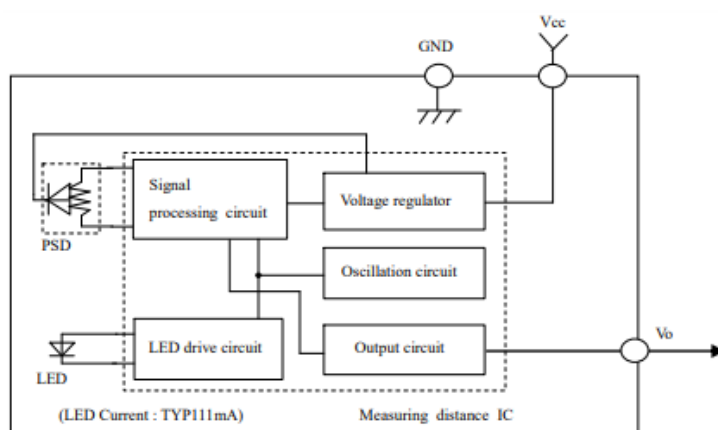 Vcc
GND
Signal
processing circuit
Voltage regulator
PSD
Oscillation circuit
LED drive circuit
Output circuit
Vo
LED
(LED Current : TYP111mA)
Measuring distance IC